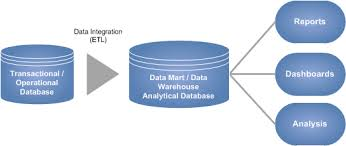 Data Integration
(ETL)
Transactional /
Operational
Database
Data Mart / Data
Warehouse
Analytical Database
Reports
Dashboards
Analysis